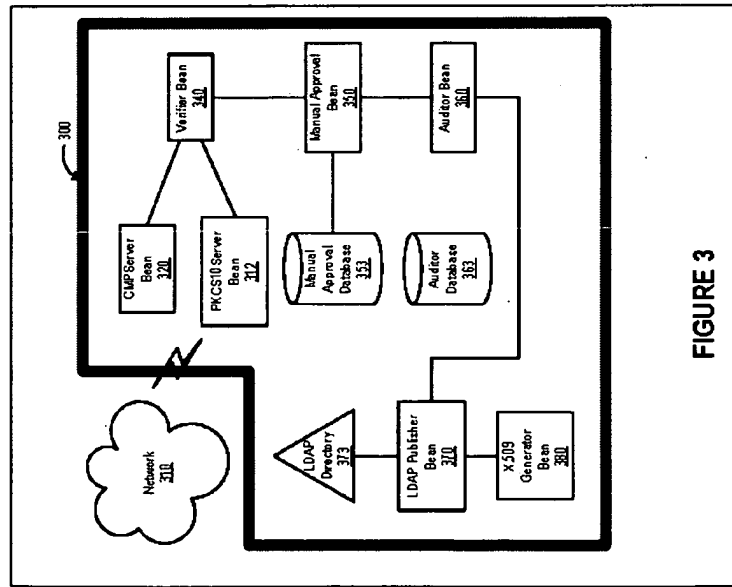 300
Network
310
CMPServer
Bean
320
PKCS10 Server
Bean
312
Verifier Bean
340
Manual Approval
Bean
350
Manual
Approval
Database
353
Auditor Bean
360
Auditor
Database
363
LDAP
Directory
373
LDAP Publisher
Bean
370
X509
Generator
Bean
380
FIGURE 3